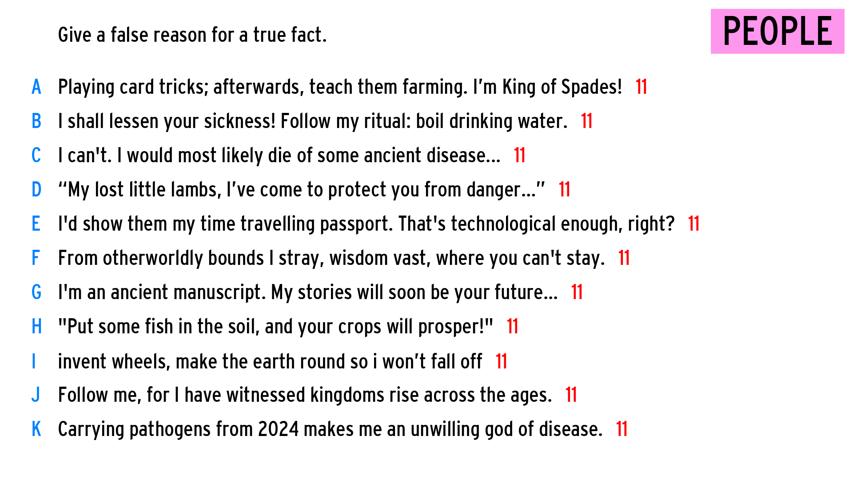 Give a false reason for a true fact.
PEOPLE
A Playing card tricks; afterwards, teach them farming. I’m King of Spades! 11
B I shall lessen your sickness! Follow my ritual: boil drinking water. 11
C I can't. I would most likely die of some ancient disease... 11
D “My lost little lambs, I’ve come to protect you from danger...” 11
E I'd show them my time travelling passport. That's technological enough, right? 11
F From otherworldly bounds I stray, wisdom vast, where you can't stay. 11
G I'm an ancient manuscript. My stories will soon be your future... 11
H "Put some fish in the soil, and your crops will prosper!" 11
I invent wheels, make the earth round so i won’t fall off 11
J Follow me, for I have witnessed kingdoms rise across the ages. 11
K Carrying pathogens from 2024 makes me an unwilling god of disease. 11